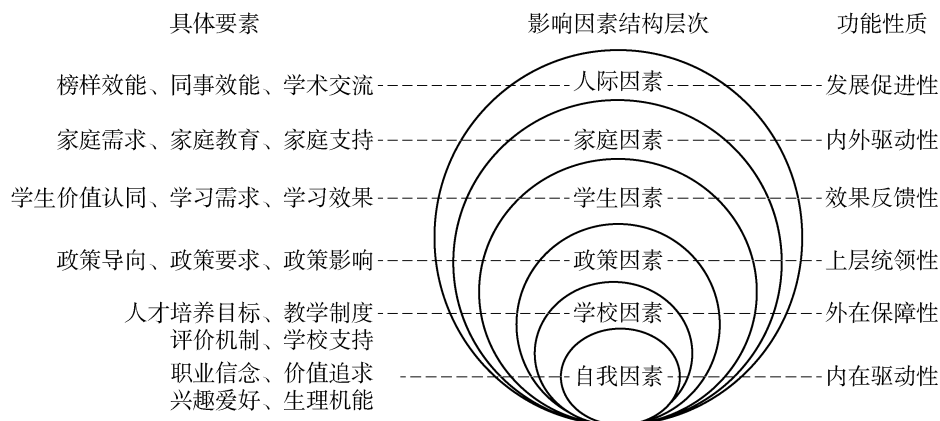 具体要素 影响因素结构层次 功能性质
榜样效能、同事效能、学术交流 人际因素 发展促进性
家庭需求、家庭教育、家庭支持 家庭因素 内外驱动性
学生价值认同、学习需求、学习效果 学生因素 效果反馈性
政策导向、政策要求、政策影响 政策因素 上层统领性
人才培养目标、教学制度 学校因素 外在保障性
评价机制、学校支持
职业信念、价值追求 自我因素 内在驱动性
兴趣爱好、生理机能